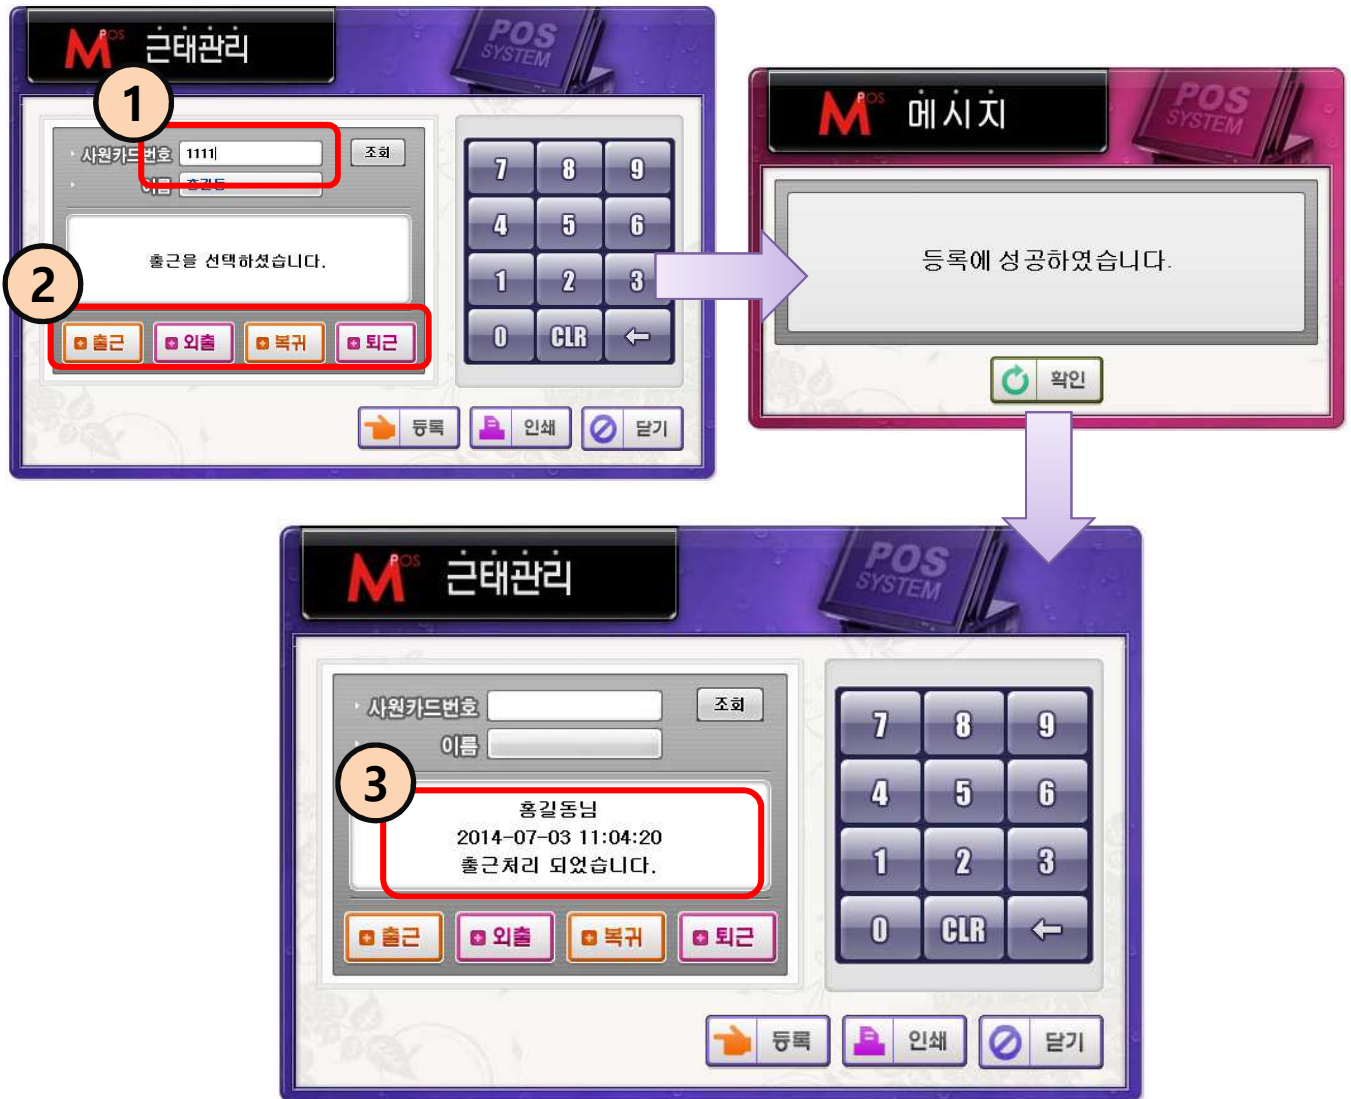 MPOS 근태관리
POS
SYSTEM
1
사원카드번호 1111 조회
이름 홍길동
출근을 선택하셨습니다.
2
출근 외출 복귀 퇴근
7 8 9
4 5 6
1 2 3
0 CLR ←
등록 인쇄 닫기
MPOS 메시지
POS
SYSTEM
등록에 성공하였습니다.
확인
MPOS 근태관리
POS
SYSTEM
사원카드번호 조회
이름
3
홍길동님
2014-07-03 11:04:20
출근처리 되었습니다.
출근 외출 복귀 퇴근
7 8 9
4 5 6
1 2 3
0 CLR ←
등록 인쇄 닫기